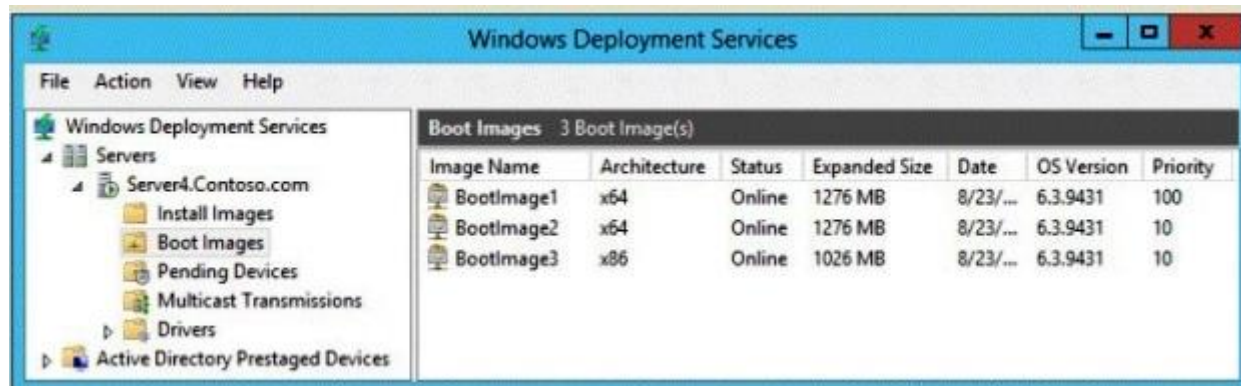 Windows Deployment Services
File Action View Help
Windows Deployment Services
Servers
Server4.Contoso.com
Install Images
Boot Images
Pending Devices
Multicast Transmissions
Drivers
Active Directory Prestaged Devices
Boot Images 3 Boot Image(s)
Image Name Architecture Status Expanded Size Date OS Version Priority
BootImage1 x64 Online 1276 MB 8/23/... 6.3.9431 100
BootImage2 x64 Online 1276 MB 8/23/... 6.3.9431 10
BootImage3 x86 Online 1026 MB 8/23/... 6.3.9431 10